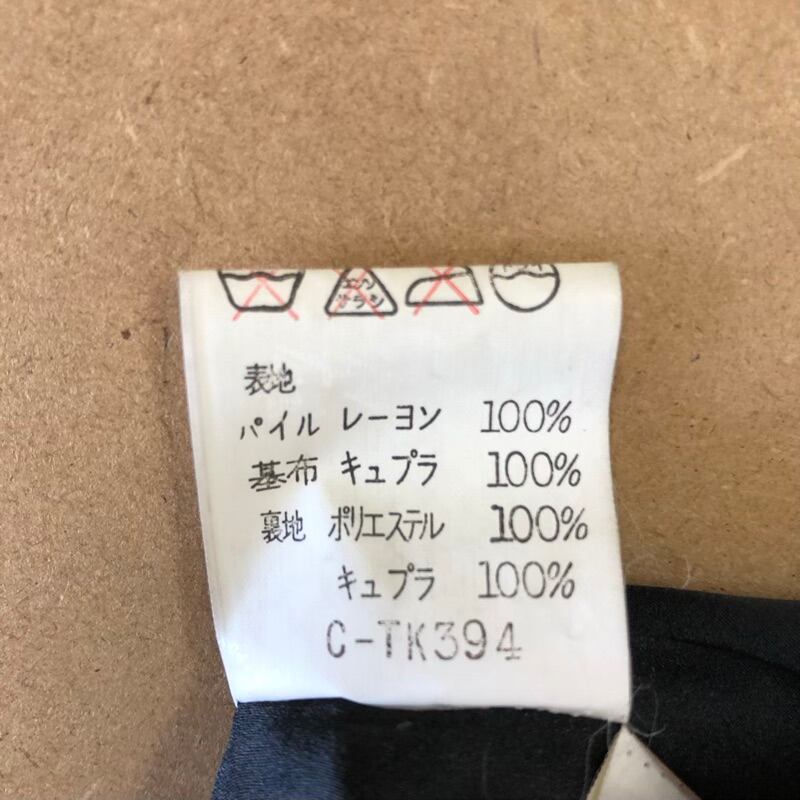 エンソ
サラシ
表地
パイル レーヨン 100%
基布 キュプラ 100%
裏地 ポリエステル 100%
キュプラ 100%
C-TK394